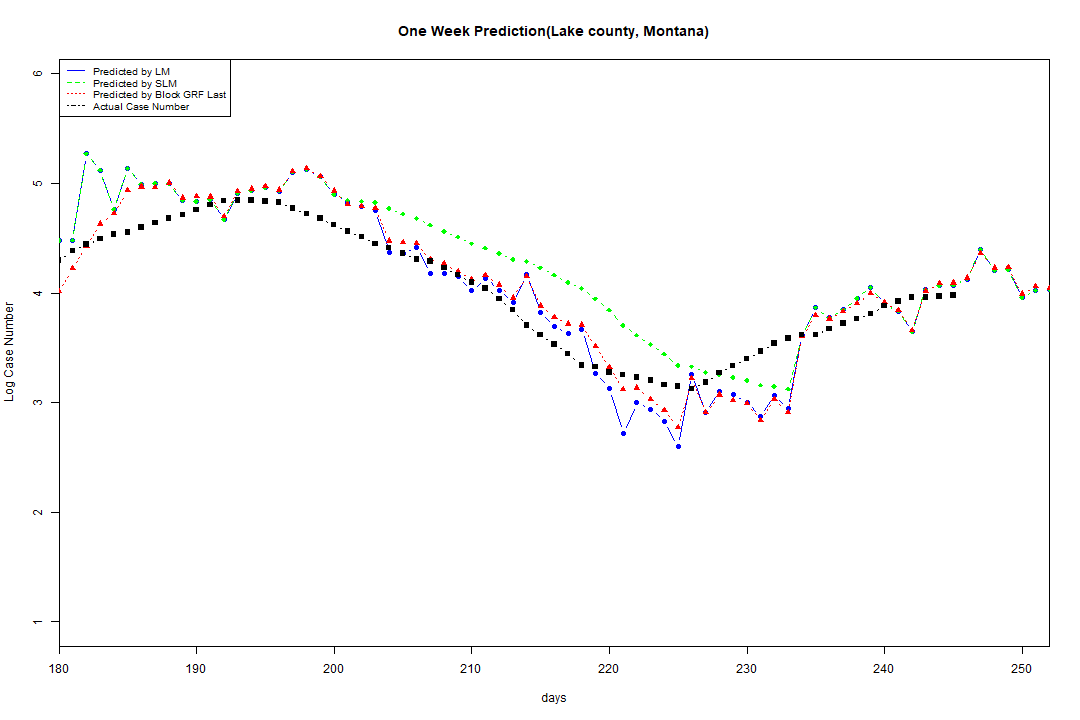 One Week Prediction(Lake county, Montana)
Predicted by LM
Predicted by SLM
Predicted by Block GRF Last
Actual Case Number
6
5
4
3
2
1
Log Case Number
180 190 200 210 220 230 240 250
days